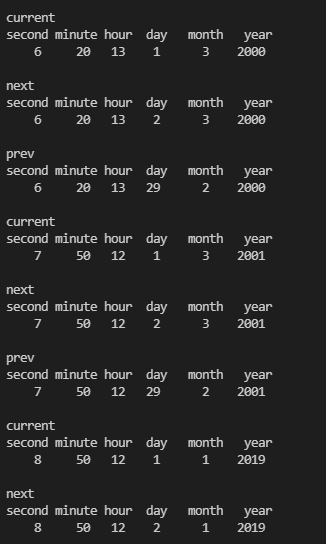 current
second minute hour day month year
6 20 13 1 3 2000
next
second minute hour day month year
6 20 13 2 3 2000
prev
second minute hour day month year
6 20 13 29 2 2000
current
second minute hour day month year
7 50 12 1 3 2001
next
second minute hour day month year
7 50 12 2 3 2001
prev
second minute hour day month year
7 50 12 29 2 2001
current
second minute hour day month year
8 50 12 1 1 2019
next
second minute hour day month year
8 50 12 2 1 2019